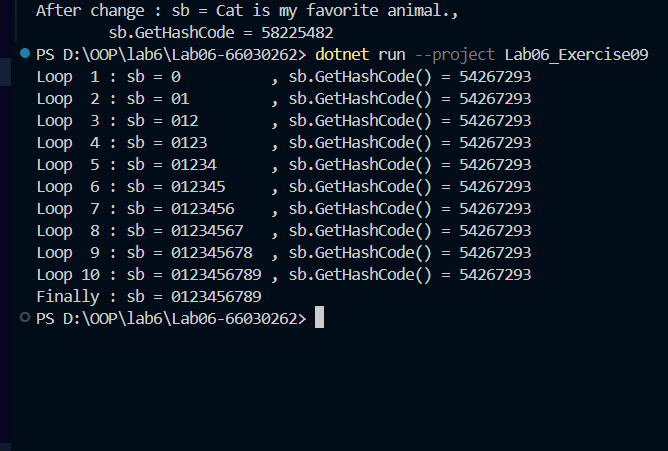 After change : sb = Cat is my favorite animal.,
        sb.GetHashCode = 58225482
PS D:\OOP\lab6\Lab06-66030262> dotnet run --project Lab06_Exercise09
Loop  1 : sb = 0          , sb.GetHashCode() = 54267293
Loop  2 : sb = 01         , sb.GetHashCode() = 54267293
Loop  3 : sb = 012        , sb.GetHashCode() = 54267293
Loop  4 : sb = 0123       , sb.GetHashCode() = 54267293
Loop  5 : sb = 01234      , sb.GetHashCode() = 54267293
Loop  6 : sb = 012345     , sb.GetHashCode() = 54267293
Loop  7 : sb = 0123456    , sb.GetHashCode() = 54267293
Loop  8 : sb = 01234567   , sb.GetHashCode() = 54267293
Loop  9 : sb = 012345678  , sb.GetHashCode() = 54267293
Loop 10 : sb = 0123456789 , sb.GetHashCode() = 54267293
Finally : sb = 0123456789
PS D:\OOP\lab6\Lab06-66030262>